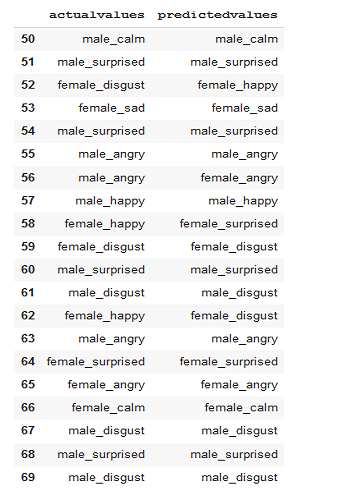 actualvalues predictedvalues
50 male_calm male_calm
51 male_surprised male_surprised
52 female_disgust female_happy
53 female_sad female_sad
54 male_surprised male_surprised
55 male_angry male_angry
56 male_angry female_angry
57 male_happy male_happy
58 female_happy female_surprised
59 female_disgust female_disgust
60 male_surprised male_surprised
61 male_disgust male_disgust
62 female_happy female_disgust
63 male_angry male_angry
64 female_surprised female_surprised
65 female_angry female_angry
66 female_calm female_calm
67 male_disgust male_disgust
68 male_surprised male_surprised
69 male_disgust male_disgust